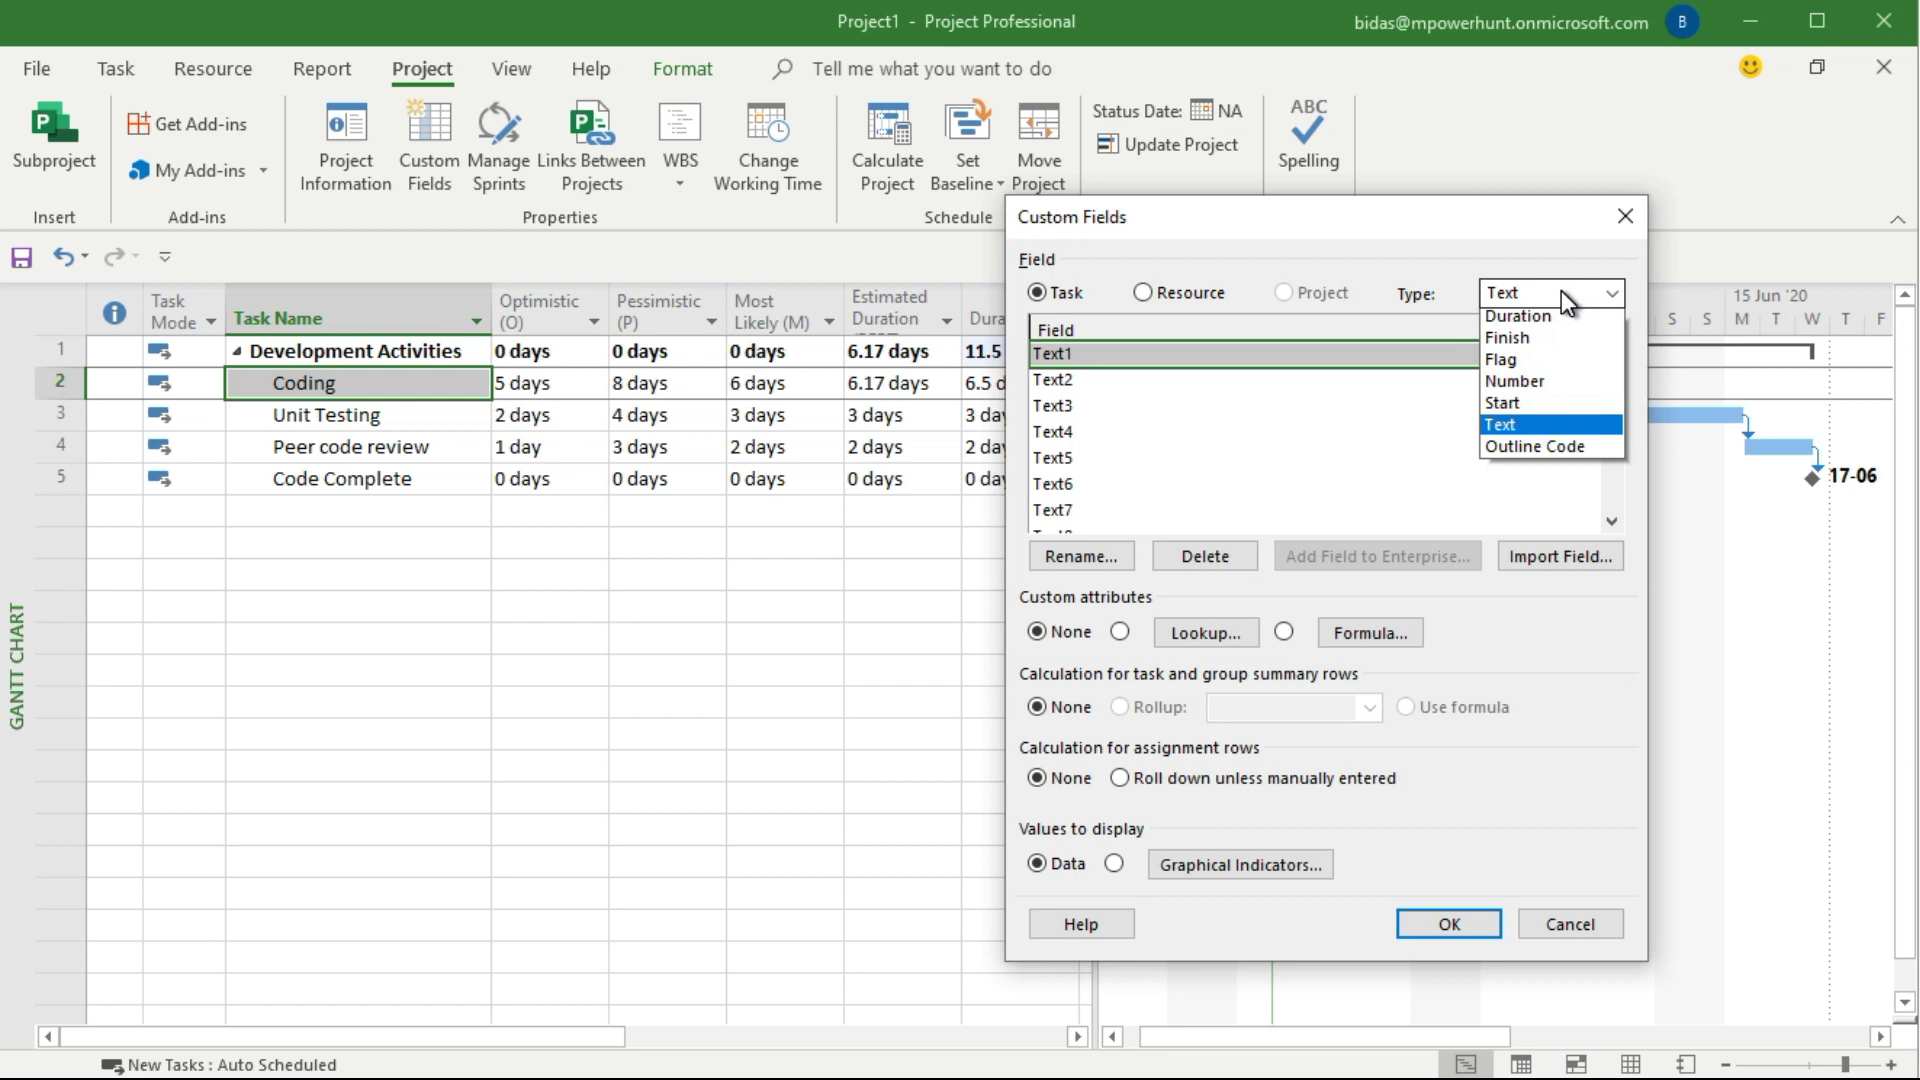 Project1 - Project Professional
bidas@mpowerhunt.onmicrosoft.com
B
File Task Resource Report Project View Help Format Tell me what you want to do
Subproject
Get Add-ins
My Add-ins
Project Information
Custom Fields
Manage Sprints
Links Between Projects
WBS
Change Working Time
Calculate Project
Set Baseline
Move Project
Status Date: NA
Update Project
ABC
Spelling
Insert
Add-ins
Properties
Schedule
Task Mode
Task Name
Optimistic (O)
Pessimistic (P)
Most Likely (M)
Estimated Duration
Dura
1 Development Activities 0 days 0 days 0 days 6.17 days 11.5
2 Coding 5 days 8 days 6 days 6.17 days 6.5 d
3 Unit Testing 2 days 4 days 3 days 3 days 3 da
4 Peer code review 1 day 3 days 2 days 2 days 2 da
5 Code Complete 0 days 0 days 0 days 0 days 0 da
GANTT CHART
15 Jun '20
S S M T W T F
17-06
Custom Fields
Field
Task Resource Project Type: Text
Duration
Finish
Flag
Number
Start
Text
Outline Code
Field
Text1
Text2
Text3
Text4
Text5
Text6
Text7
Rename... Delete Add Field to Enterprise... Import Field...
Custom attributes
None Lookup... Formula...
Calculation for task and group summary rows
None Rollup: Use formula
Calculation for assignment rows
None Roll down unless manually entered
Values to display
Data Graphical Indicators...
Help OK Cancel
New Tasks : Auto Scheduled